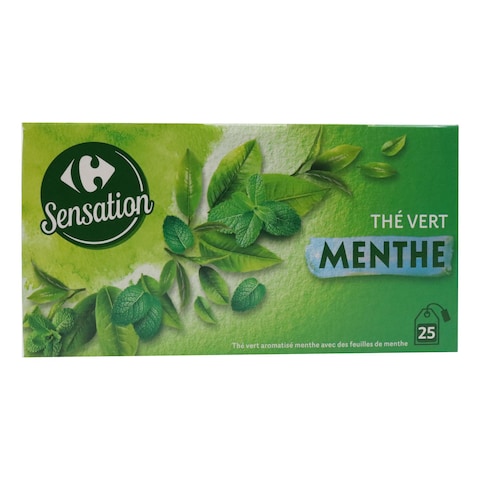 Sensation
THÉ VERT
MENTHE
25
Thé vert aromatisé menthe avec des feuilles de menthe